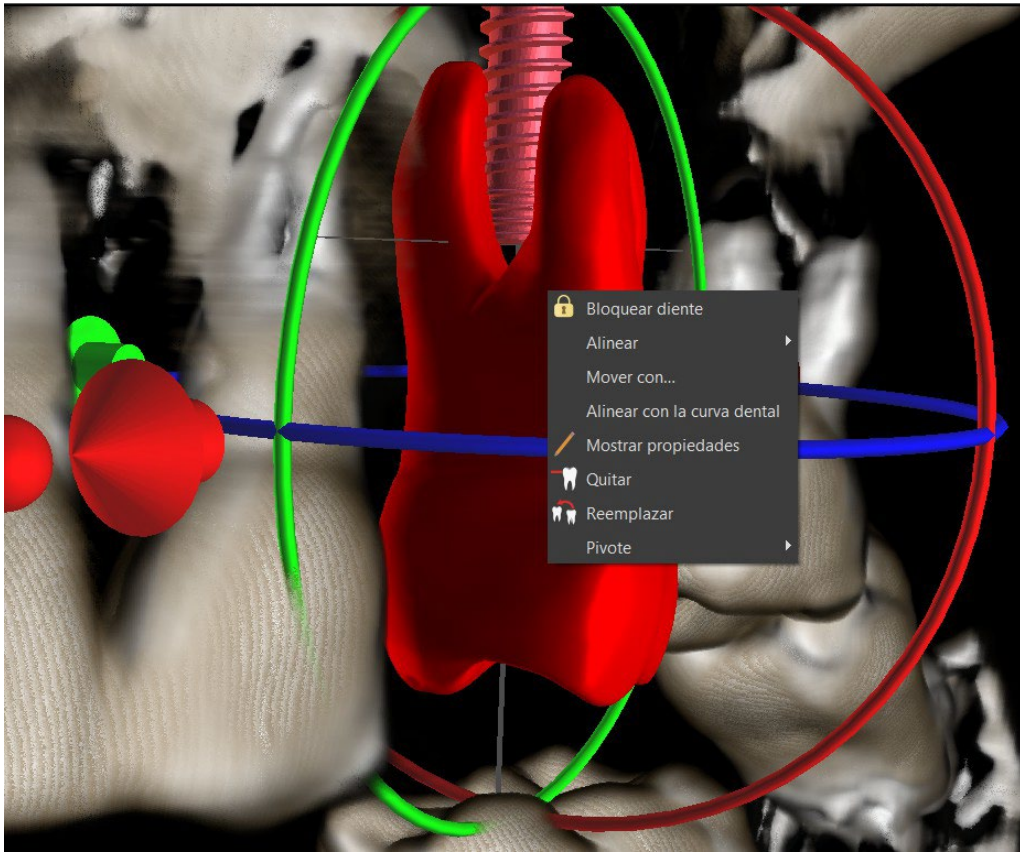 Bloquear diente
Alinear
Mover con...
Alinear con la curva dental
Mostrar propiedades
Quitar
Reemplazar
Pivote